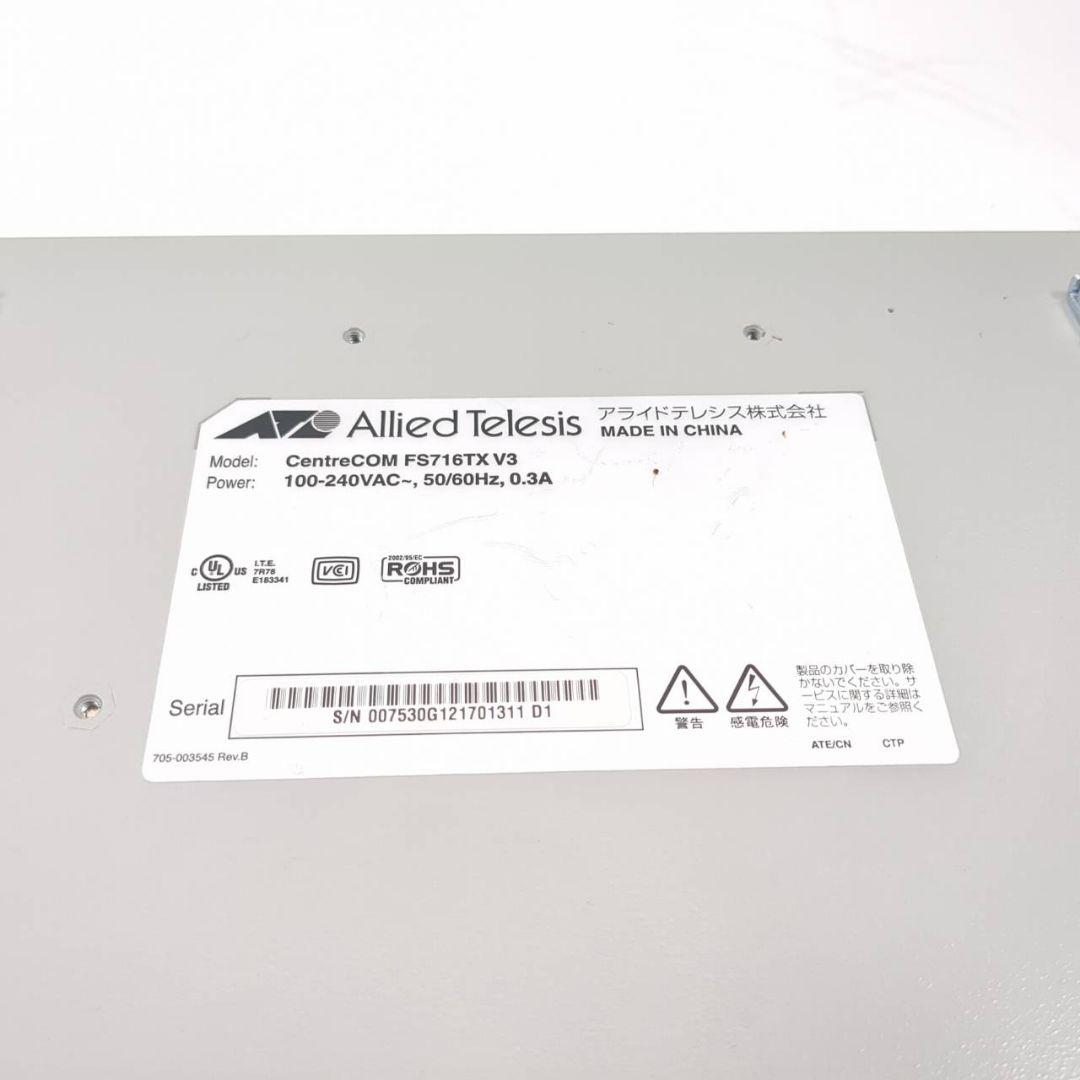 Allied Telesis アライドテレシス株式会社
MADE IN CHINA
Model: CentreCOM FS716TX V3
Power: 100-240VAC~, 50/60Hz, 0.3A
C UL US
LISTED
I.T.E.
7R78
E183341
VCI
2002/95/EC
ROHS
COMPLIANT
Serial
S/N 007530G121701311 D1
警告
感電危険
製品のカバーを取り除
かないでください。サ
ービスに関する詳細は
マニュアルをご参照く
ださい。
705-003545 Rev.B
ATE/CN CTP